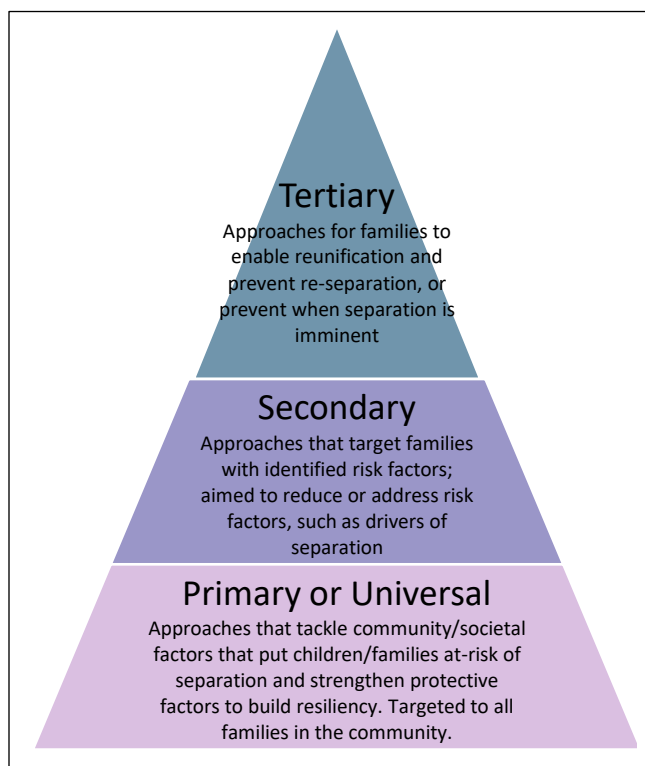 Tertiary
Approaches for families to
enable reunification and
prevent re-separation, or
prevent when separation is
imminent
Secondary
Approaches that target families
with identified risk factors;
aimed to reduce or address risk
factors, such as drivers of
separation
Primary or Universal
Approaches that tackle community/societal
factors that put children/families at-risk of
separation and strengthen protective
factors to build resiliency. Targeted to all
families in the community.